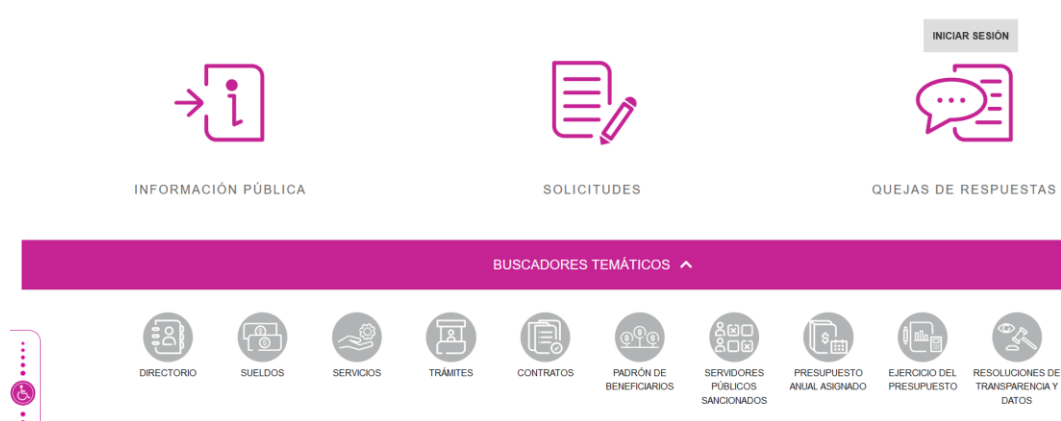 INICIAR SESIÓN
INFORMACIÓN PÚBLICA
SOLICITUDES
QUEJAS DE RESPUESTAS
BUSCADORES TEMÁTICOS
DIRECTORIO
SUELDOS
SERVICIOS
TRÁMITES
CONTRATOS
PADRÓN DE
BENEFICIARIOS
SERVIDORES
PÚBLICOS
SANCIONADOS
PRESUPUESTO
ANUAL ASIGNADO
EJERCICIO DEL
PRESUPUESTO
RESOLUCIONES DE
TRANSPARENCIA Y
DATOS